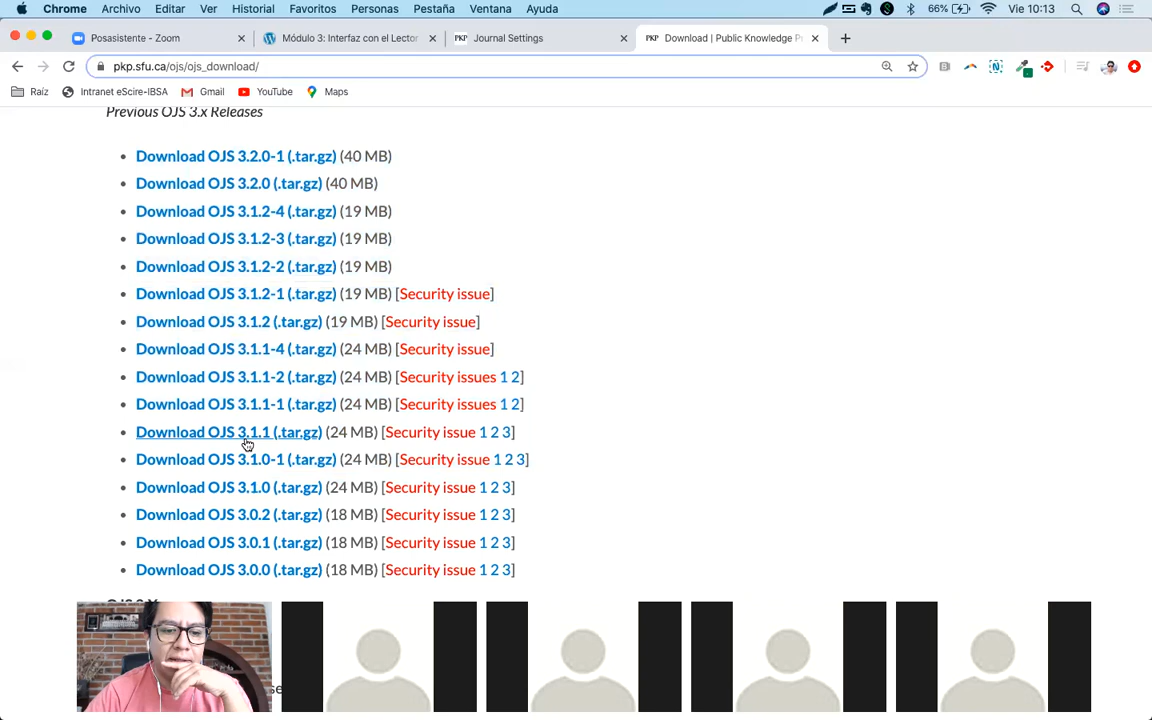 Chrome Archivo Editar Ver Historial Favoritos Personas Pestaña Ventana Ayuda 66% Vie 10:13
Posasistente - Zoom Módulo 3: Interfaz con el Lector Journal Settings Download | Public Knowledge P
pkp.sfu.ca/ojs/ojs_download/
Raíz Intranet eScire-IBSA Gmail YouTube Maps
Previous OJS 3.x Releases
• Download OJS 3.2.0-1 (.tar.gz) (40 MB)
• Download OJS 3.2.0 (.tar.gz) (40 MB)
• Download OJS 3.1.2-4 (.tar.gz) (19 MB)
• Download OJS 3.1.2-3 (.tar.gz) (19 MB)
• Download OJS 3.1.2-2 (.tar.gz) (19 MB)
• Download OJS 3.1.2-1 (.tar.gz) (19 MB) [Security issue]
• Download OJS 3.1.2 (.tar.gz) (19 MB) [Security issue]
• Download OJS 3.1.1-4 (.tar.gz) (24 MB) [Security issue]
• Download OJS 3.1.1-2 (.tar.gz) (24 MB) [Security issues 1 2]
• Download OJS 3.1.1-1 (.tar.gz) (24 MB) [Security issues 1 2]
• Download OJS 3.1.1 (.tar.gz) (24 MB) [Security issue 1 2 3]
• Download OJS 3.1.0-1 (.tar.gz) (24 MB) [Security issue 1 2 3]
• Download OJS 3.1.0 (.tar.gz) (24 MB) [Security issue 1 2 3]
• Download OJS 3.0.2 (.tar.gz) (18 MB) [Security issue 1 2 3]
• Download OJS 3.0.1 (.tar.gz) (18 MB) [Security issue 1 2 3]
• Download OJS 3.0.0 (.tar.gz) (18 MB) [Security issue 1 2 3]